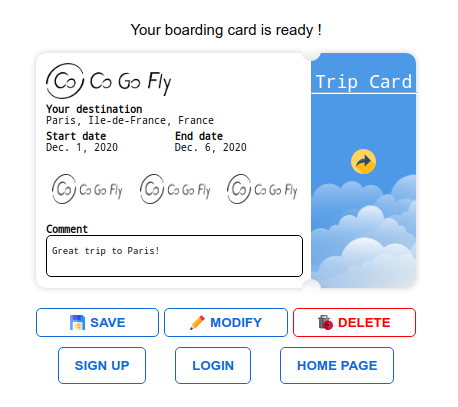 Your boarding card is ready !
Co Co Go Fly
Trip Card
Your destination
Paris, Ile-de-France, France
Start date End date
Dec. 1, 2020 Dec. 6, 2020
Co Co Go Fly Co Co Go Fly Co Co Go Fly
Comment
Great trip to Paris!
SAVE MODIFY DELETE
SIGN UP LOGIN HOME PAGE